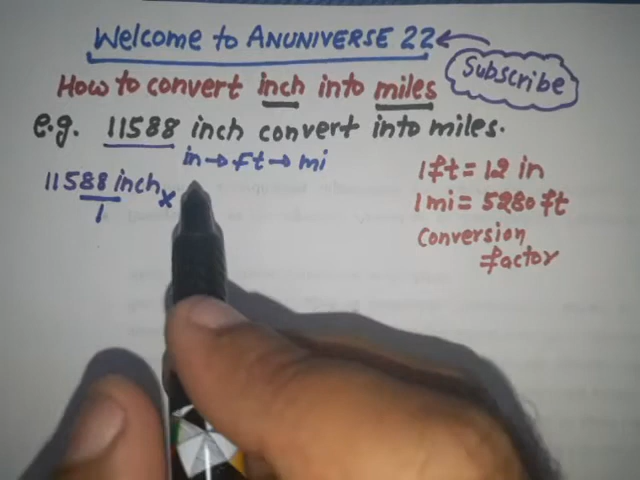 Welcome to ANUNIVERSE 22
Subscribe
How to convert inch into miles
e.g. 11588 inch convert into miles.
in → ft → mi
11588 inch ×
1
1 ft = 12 in
1 mi = 5280 ft
Conversion
factor